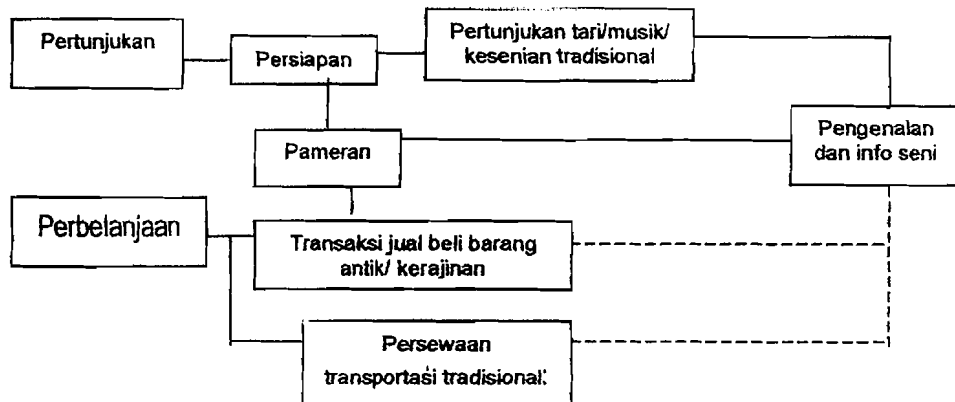 Pertunjukan
Persiapan
Pertunjukan tari/musik/
kesenian tradisional
Pameran
Pengenalan
dan info seni
Perbelanjaan
Transaksi jual beli barang
antik/ kerajinan
Persewaan
transportasi tradisional: